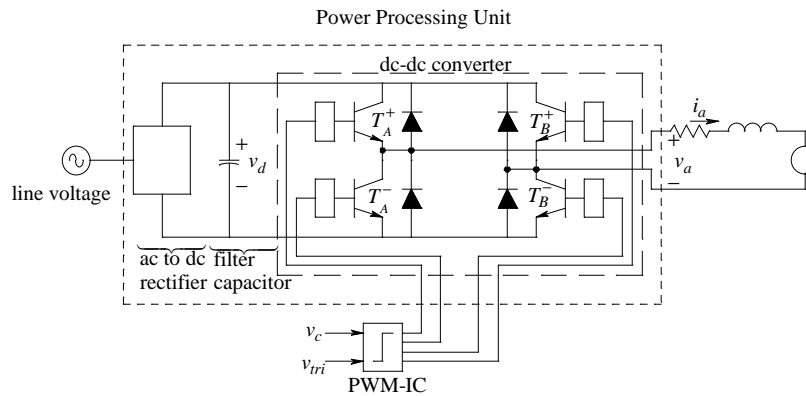 Power Processing Unit
dc-dc converter
T_A^+
T_B^+
i_a
+
v_d
−
+
v_a
−
line voltage
T_A^−
T_B^−
ac to dc filter
rectifier capacitor
v_c
v_tri
PWM-IC